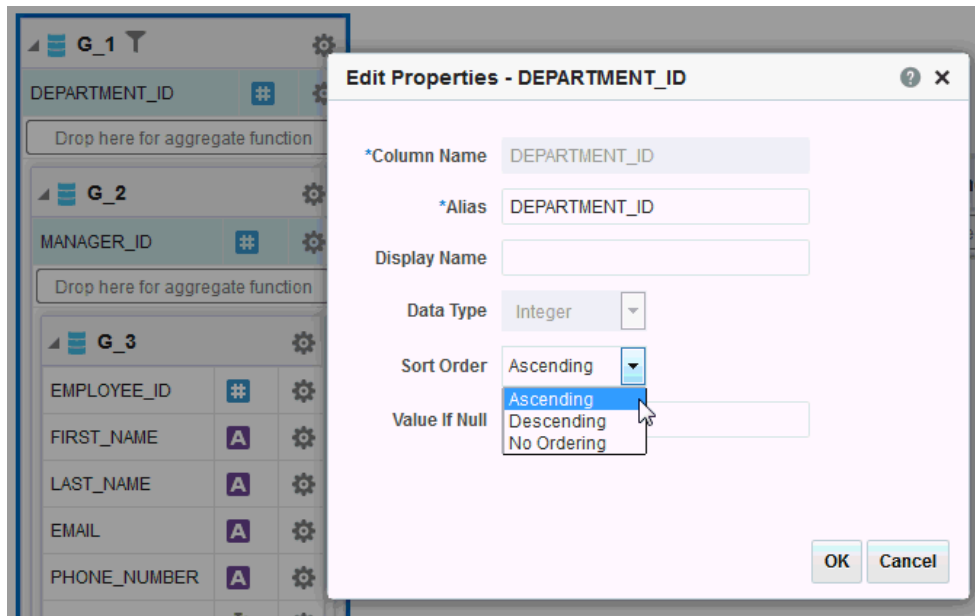 G_1
DEPARTMENT_ID
#
Drop here for aggregate function
G_2
MANAGER_ID
#
Drop here for aggregate function
G_3
EMPLOYEE_ID
#
FIRST_NAME
A
LAST_NAME
A
EMAIL
A
PHONE_NUMBER
A
Edit Properties - DEPARTMENT_ID
?
*Column Name DEPARTMENT_ID
*Alias DEPARTMENT_ID
Display Name
Data Type Integer
Sort Order Ascending
Ascending
Descending
No Ordering
Value If Null
OK Cancel